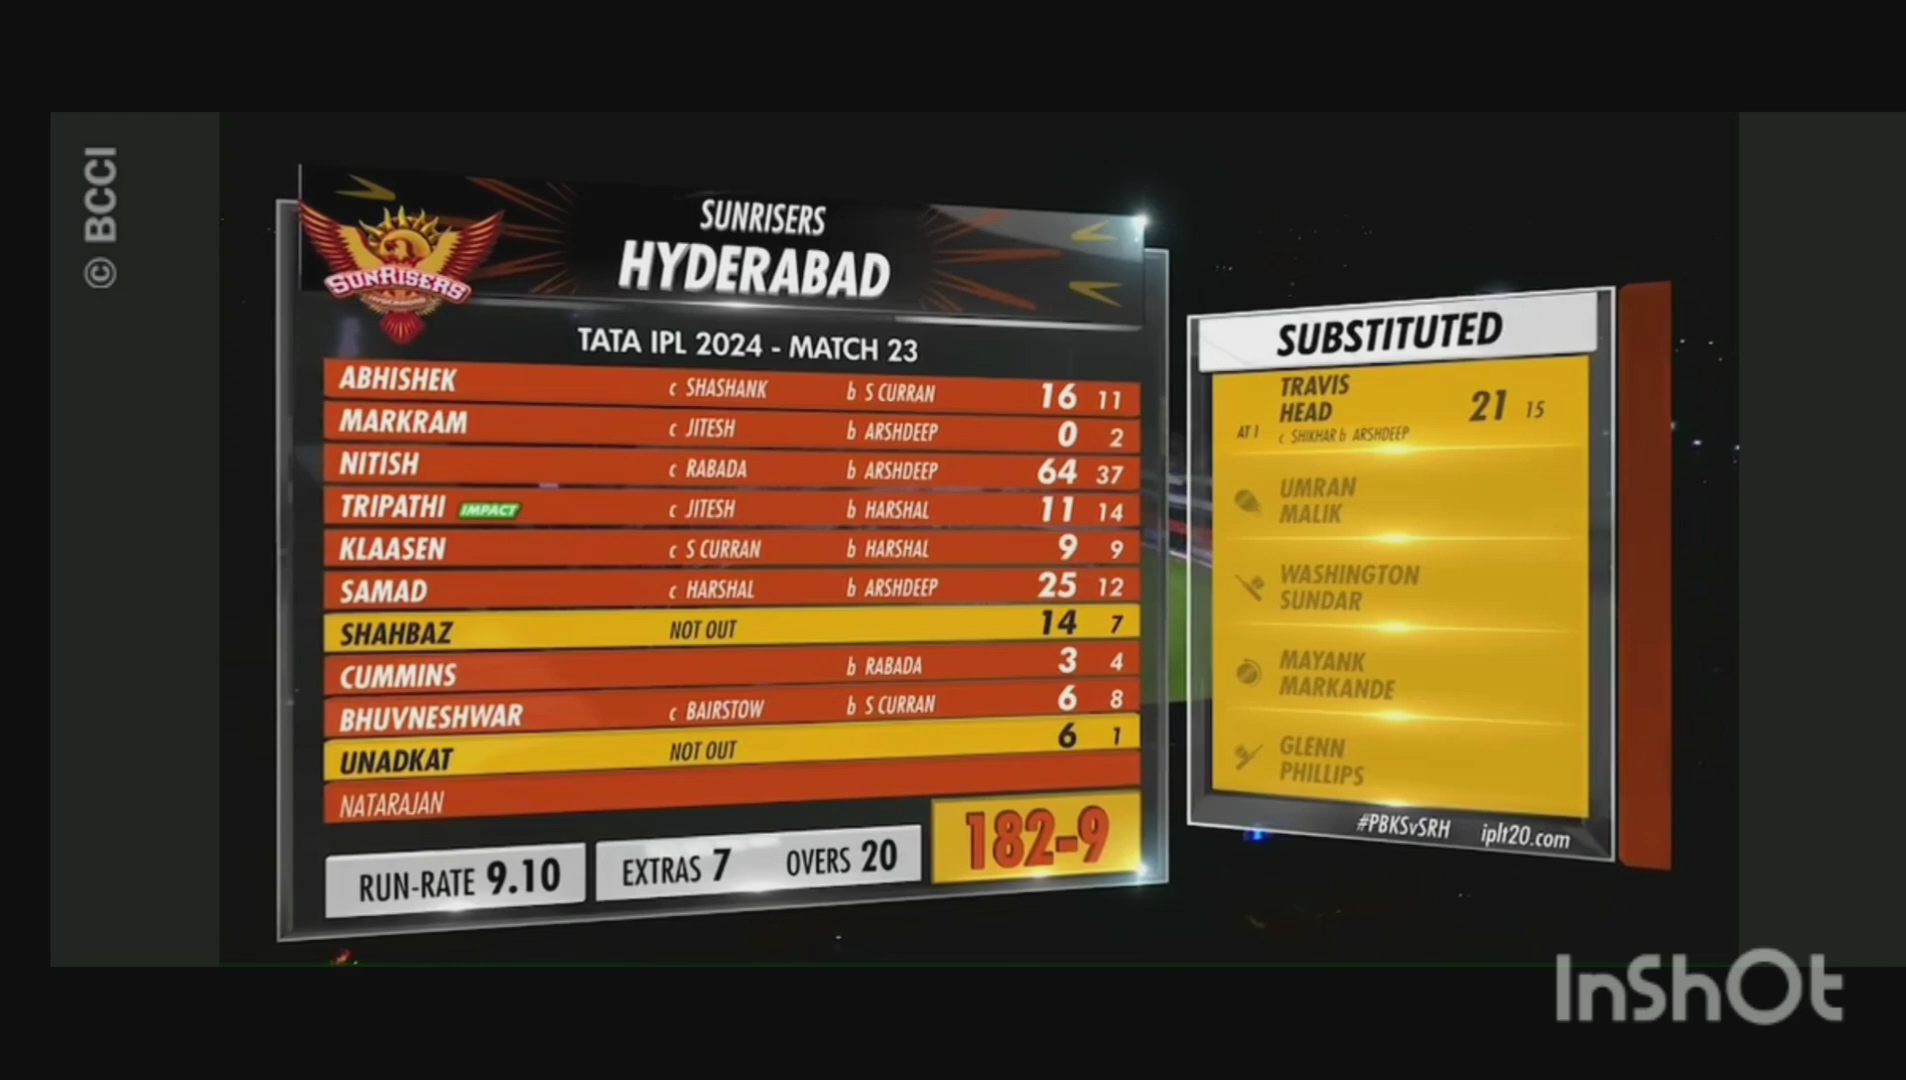 © BCCI
SUNRISERS
HYDERABAD
SUNRISERS
TATA IPL 2024 - MATCH 23
ABHISHEK c SHASHANK b S CURRAN 16 11
MARKRAM c JITESH b ARSHDEEP 0 2
NITISH c RABADA b ARSHDEEP 64 37
TRIPATHI IMPACT c JITESH b HARSHAL 11 14
KLAASEN c S CURRAN b HARSHAL 9 9
SAMAD c HARSHAL b ARSHDEEP 25 12
SHAHBAZ NOT OUT 14 7
CUMMINS b RABADA 3 4
BHUVNESHWAR c BAIRSTOW b S CURRAN 6 8
UNADKAT NOT OUT 6 1
NATARAJAN
RUN-RATE 9.10 EXTRAS 7 OVERS 20 182-9
SUBSTITUTED
TRAVIS
HEAD 21 15
AT 1 c SHIKHAR b ARSHDEEP
UMRAN
MALIK
WASHINGTON
SUNDAR
MAYANK
MARKANDE
GLENN
PHILLIPS
#PBKSvSRH iplt20.com
InShOt